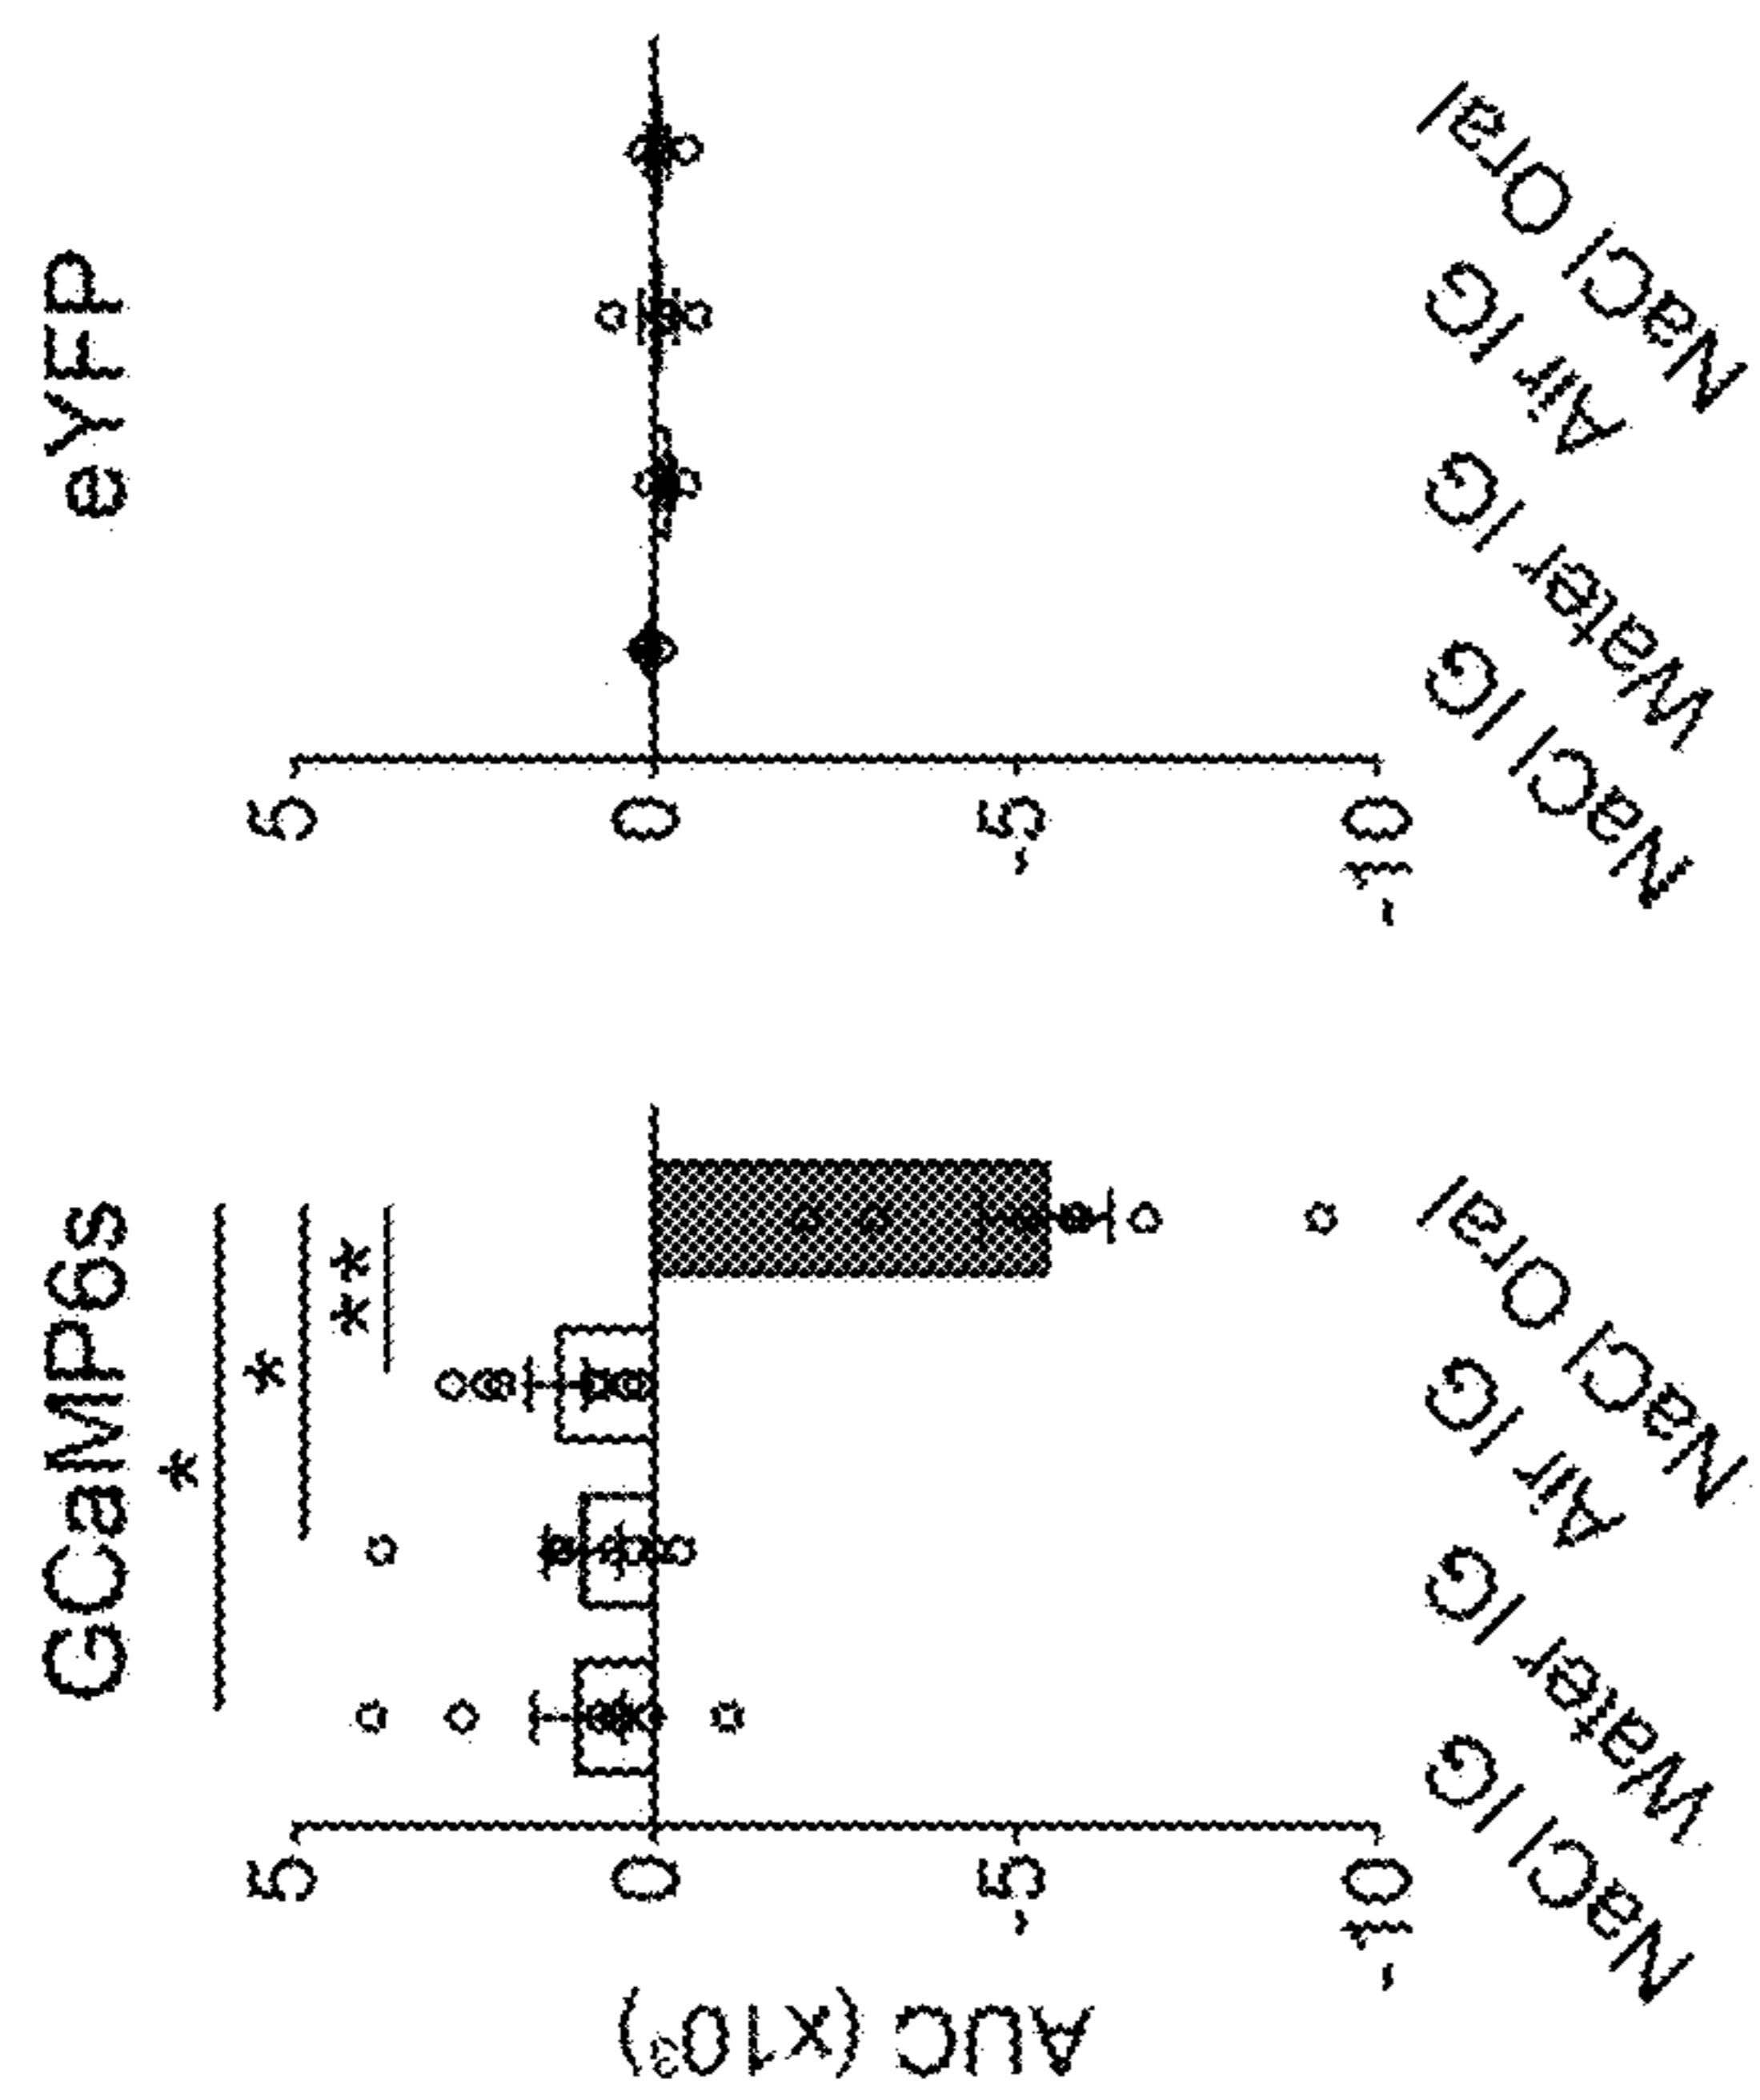 GCaMP6s
*
*
**
AUC (x10³)
5
0
-5
-10
NaCl IG
Water IG
Air IG
NaCl Oral
eYFP
5
0
-5
-10
NaCl IG
Water IG
Air IG
NaCl Oral